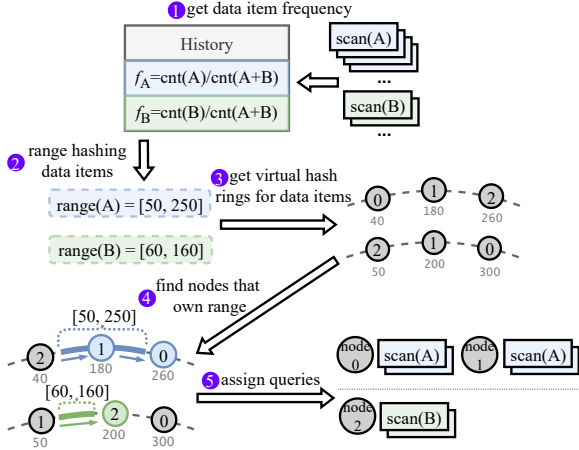 1 get data item frequency
History
f_A=cnt(A)/cnt(A+B)
f_B=cnt(B)/cnt(A+B)
scan(A)
...
scan(B)
...
2 range hashing
data items
range(A) = [50, 250]
range(B) = [60, 160]
3 get virtual hash
rings for data items
0 1 2
40 180 260
2 1 0
50 200 300
4 find nodes that
own range
[50, 250]
2 1 0
40 180 260
[60, 160]
1 2 0
50 200 300
5 assign queries
node
0
scan(A)
node
1
scan(A)
node
2
scan(B)